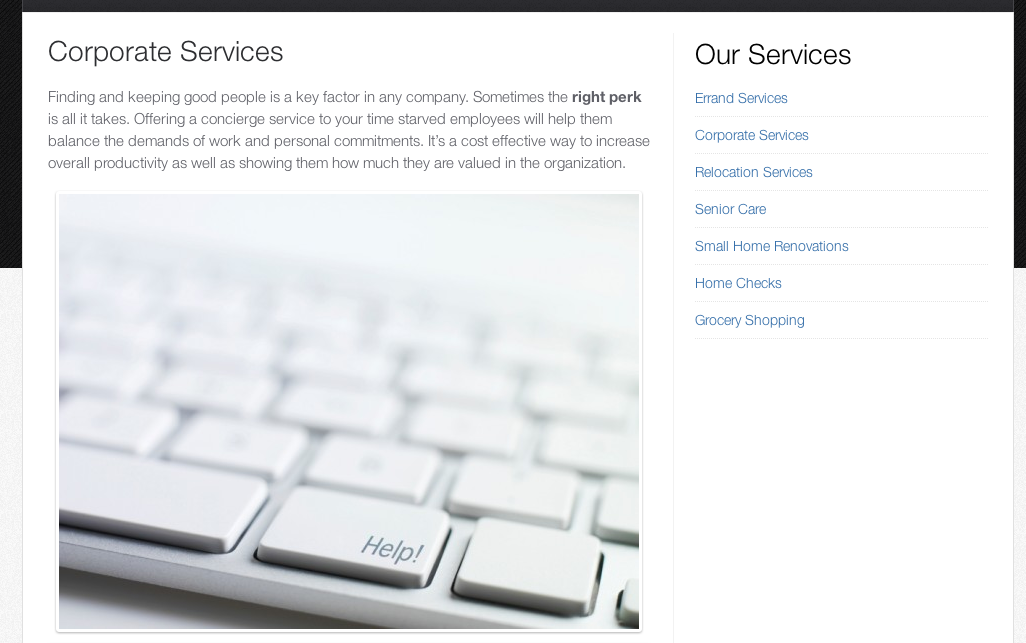 Corporate Services
Finding and keeping good people is a key factor in any company. Sometimes the right perk
is all it takes. Offering a concierge service to your time starved employees will help them
balance the demands of work and personal commitments. It’s a cost effective way to increase
overall productivity as well as showing them how much they are valued in the organization.
Help!
Our Services
Errand Services
Corporate Services
Relocation Services
Senior Care
Small Home Renovations
Home Checks
Grocery Shopping